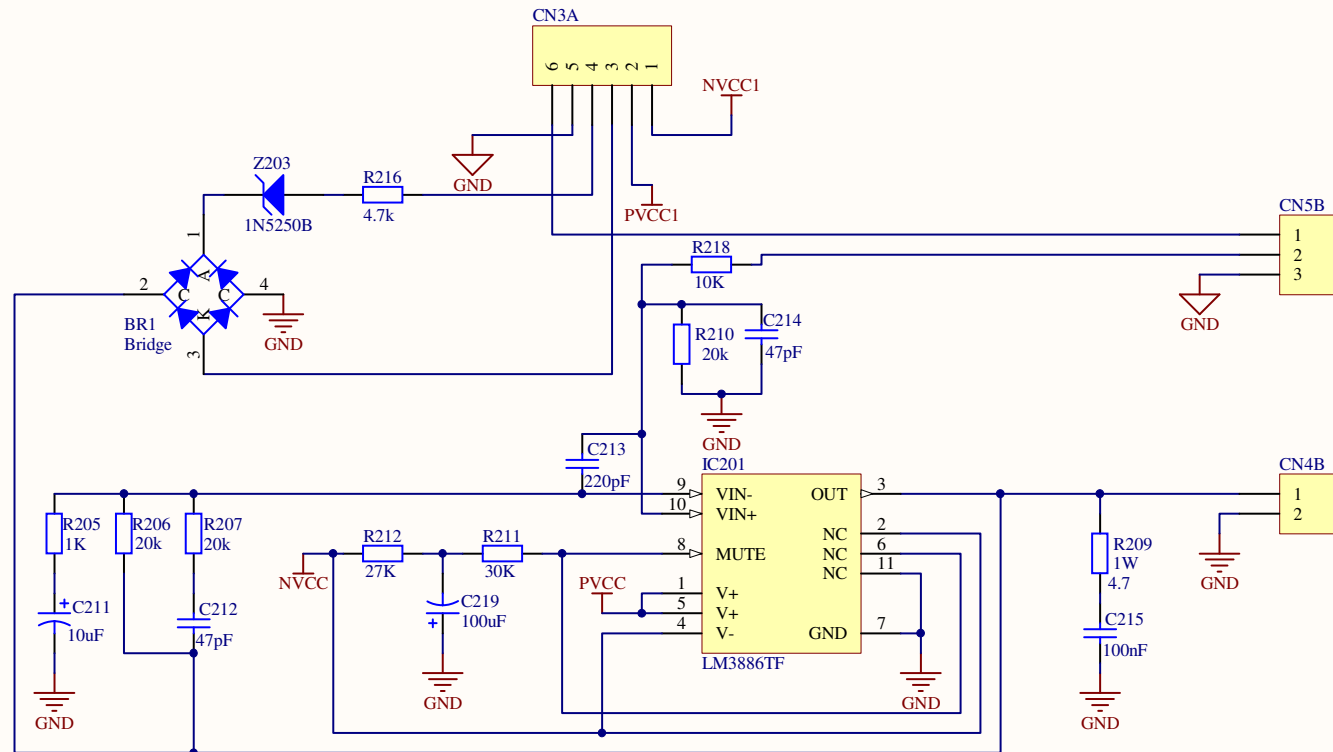 CN3A
6 5 4 3 2 1
NVCC1
GND
PVCC1
Z203
1N5250B
R216
4.7k
1
2
4
3
A
C C
K
BR1
Bridge
GND
CN5B
1
2
3
GND
R218
10K
R210
20k
C214
47pF
GND
C213
220pF
IC201
9 VIN-
10 VIN+
8 MUTE
1 V+
5 V+
4 V-
OUT 3
NC 2
NC 6
NC 11
GND 7
LM3886TF
GND
CN4B
1
2
GND
R205
1K
R206
20k
R207
20k
C211
10uF
C212
47pF
GND
NVCC
R212
27K
R211
30K
C219
100uF
GND
PVCC
R209
1W
4.7
C215
100nF
GND